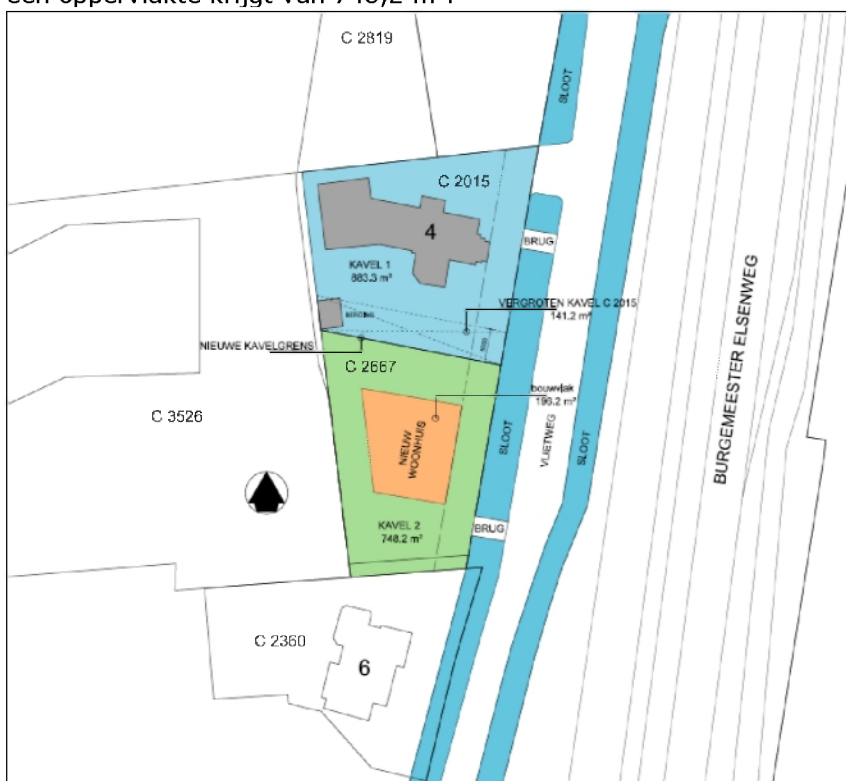 een oppervlakte krijgt van 748,2 m².
C 2819
SLOOT
C 2015
4
BRUG
KAVEL 1
883.3 m²
VERGROTEN KAVEL C 2015
141.2 m²
BERGING
NIEUWE KAVELGRENS
C 2667
bouwvlak
196.2 m²
C 3526
NIEUW
WOONHUIS
SLOOT
VLIETWEG
SLOOT
BURGEMEESTER ELSENWEG
KAVEL 2
748.2 m²
BRUG
C 2360
6